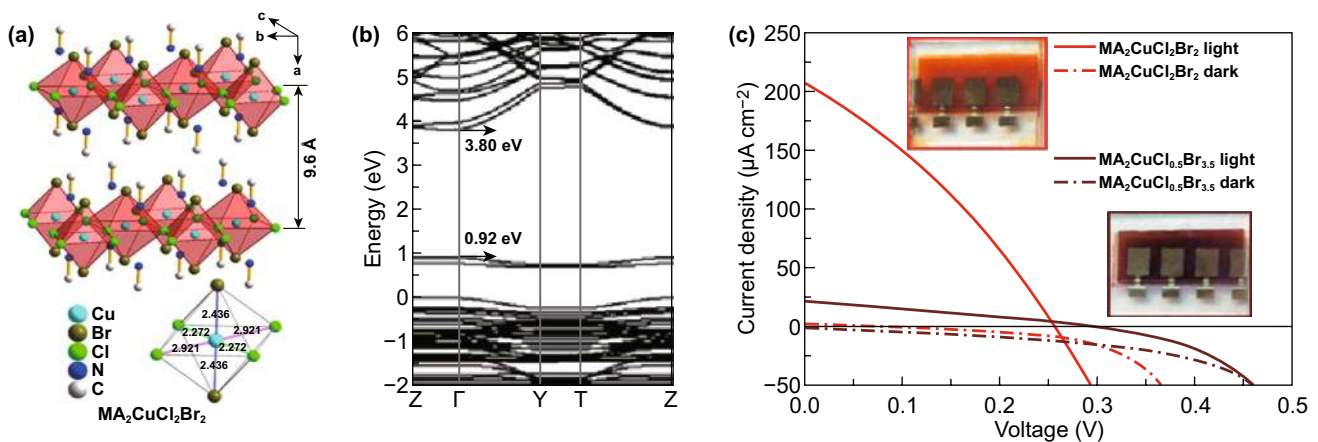 (a)
c
b
a
9.6 Å
Cu
Br
Cl
N
C
2.436
2.272
2.921
2.921
2.272
2.436
MA₂CuCl₂Br₂
(b)
Energy (eV)
6
5
4
3
2
1
0
−1
−2
3.80 eV
0.92 eV
Z
Γ
Y
T
Z
(c)
Current density (μA cm⁻²)
250
200
150
100
50
0
−50
MA₂CuCl₂Br₂ light
MA₂CuCl₂Br₂ dark
MA₂CuCl₀.₅Br₃.₅ light
MA₂CuCl₀.₅Br₃.₅ dark
0.0
0.1
0.2
0.3
0.4
0.5
Voltage (V)